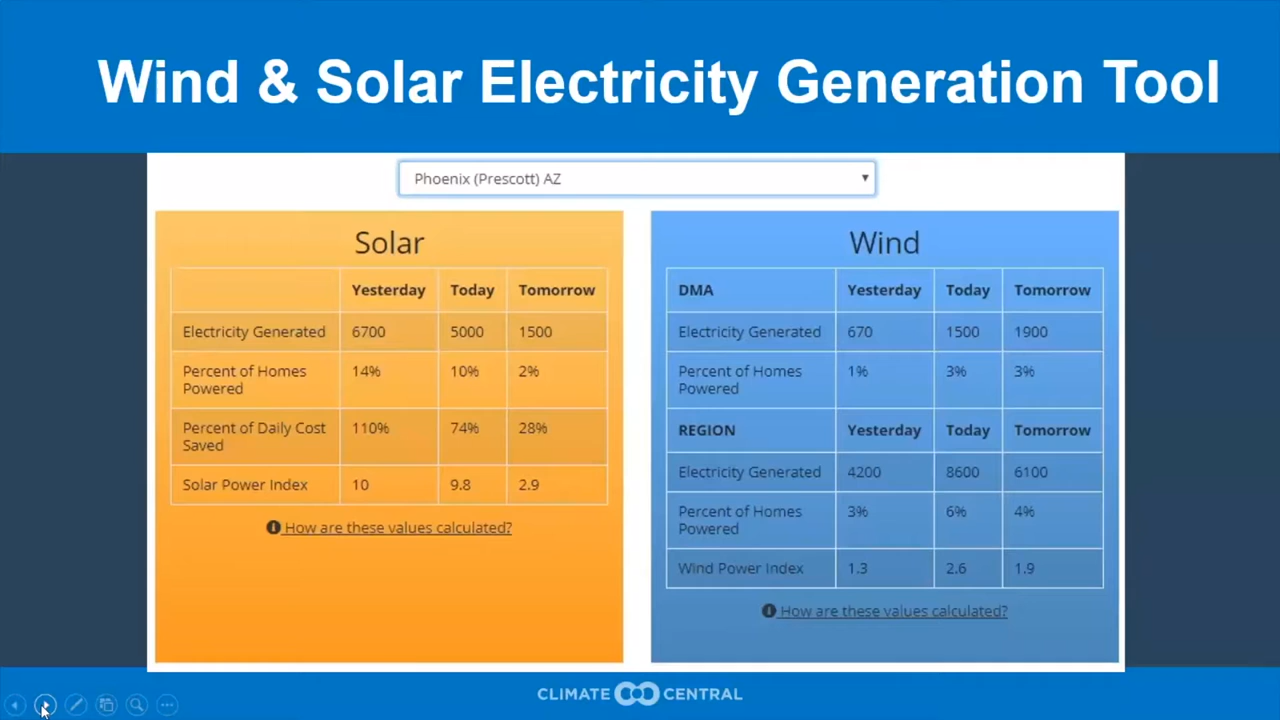 Wind & Solar Electricity Generation Tool
Phoenix (Prescott) AZ
Solar
Yesterday Today Tomorrow
Electricity Generated 6700 5000 1500
Percent of Homes
Powered 14% 10% 2%
Percent of Daily Cost
Saved 110% 74% 28%
Solar Power Index 10 9.8 2.9
How are these values calculated?
Wind
DMA Yesterday Today Tomorrow
Electricity Generated 670 1500 1900
Percent of Homes
Powered 1% 3% 3%
REGION Yesterday Today Tomorrow
Electricity Generated 4200 8600 6100
Percent of Homes
Powered 3% 6% 4%
Wind Power Index 1.3 2.6 1.9
How are these values calculated?
CLIMATE CENTRAL